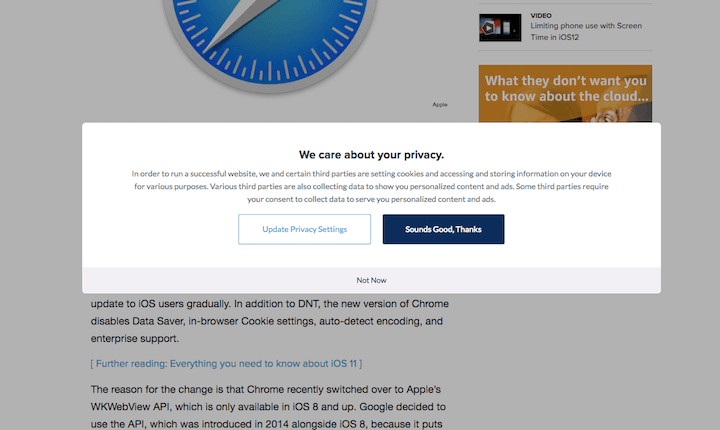 VIDEO
Limiting phone use with Screen
Time in iOS12
What they don't want you
to know about the cloud...
Apple
We care about your privacy.
In order to run a successful website, we and certain third parties are setting cookies and accessing and storing information on your device
for various purposes. Various third parties are also collecting data to show you personalized content and ads. Some third parties require
your consent to collect data to serve you personalized content and ads.
Update Privacy Settings
Sounds Good, Thanks
Not Now
update to iOS users gradually. In addition to DNT, the new version of Chrome
disables Data Saver, in-browser Cookie settings, auto-detect encoding, and
enterprise support.
[ Further reading: Everything you need to know about iOS 11 ]
The reason for the change is that Chrome recently switched over to Apple's
WKWebView API, which is only available in iOS 8 and up. Google decided to
use the API, which was introduced in 2014 alongside iOS 8, because it puts